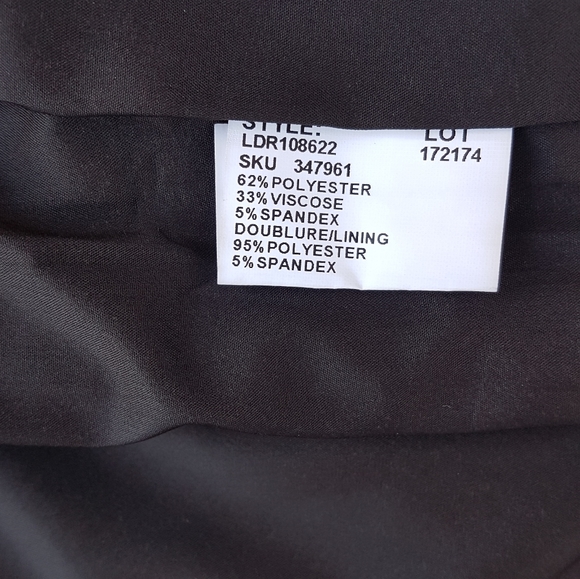 STYLE: LOT
LDR108622 172174
SKU 347961
62% POLYESTER
33% VISCOSE
5% SPANDEX
DOUBLURE/LINING
95% POLYESTER
5% SPANDEX